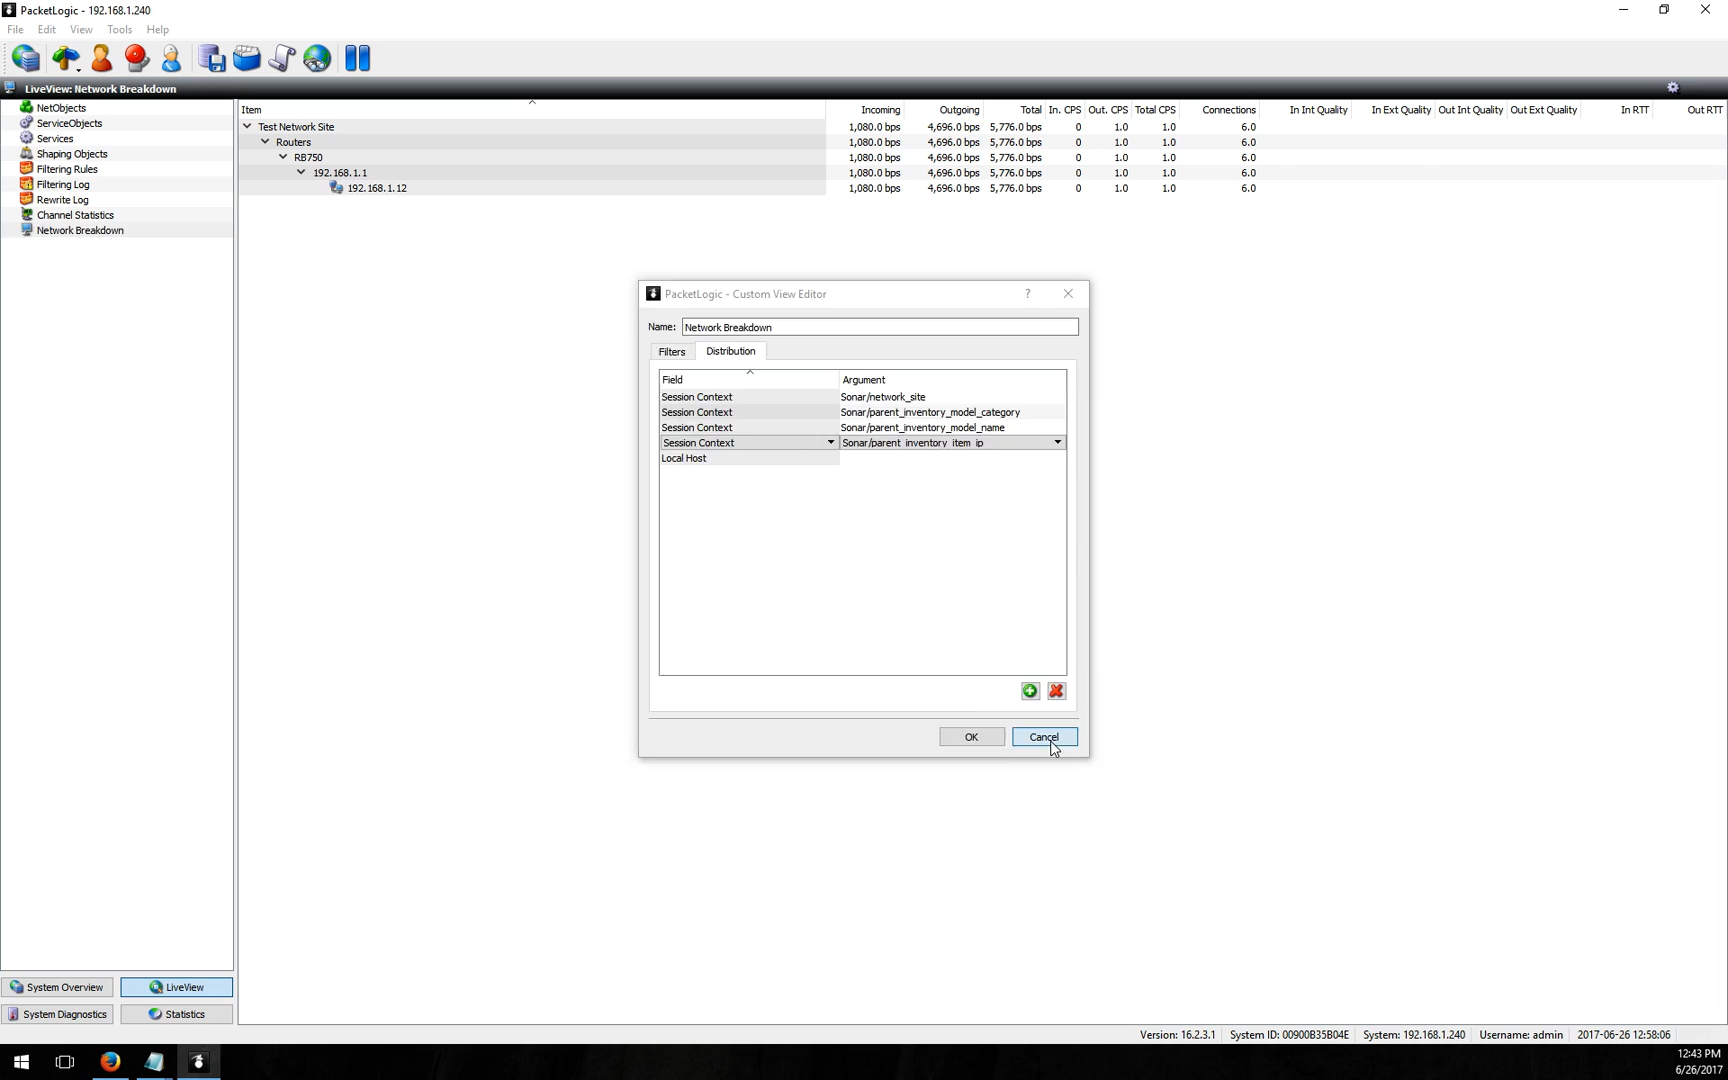 PacketLogic - 192.168.1.240
File Edit View Tools Help
LiveView: Network Breakdown
NetObjects
ServiceObjects
Services
Shaping Objects
Filtering Rules
Filtering Log
Rewrite Log
Channel Statistics
Network Breakdown
Item Incoming Outgoing Total In. CPS Out. CPS Total CPS Connections In Int Quality In Ext Quality Out Int Quality Out Ext Quality In RTT Out RTT
Test Network Site 1,080.0 bps 4,696.0 bps 5,776.0 bps 0 1.0 1.0 6.0
Routers 1,080.0 bps 4,696.0 bps 5,776.0 bps 0 1.0 1.0 6.0
RB750 1,080.0 bps 4,696.0 bps 5,776.0 bps 0 1.0 1.0 6.0
192.168.1.1 1,080.0 bps 4,696.0 bps 5,776.0 bps 0 1.0 1.0 6.0
192.168.1.12 1,080.0 bps 4,696.0 bps 5,776.0 bps 0 1.0 1.0 6.0
PacketLogic - Custom View Editor ?
Name: Network Breakdown
Filters Distribution
Field Argument
Session Context Sonar/network_site
Session Context Sonar/parent_inventory_model_category
Session Context Sonar/parent_inventory_model_name
Session Context Sonar/parent_inventory_item_ip
Local Host
OK Cancel
System Overview LiveView
System Diagnostics Statistics
Version: 16.2.3.1 System ID: 00900B35B04E System: 192.168.1.240 Username: admin 2017-06-26 12:58:06
12:43 PM
6/26/2017